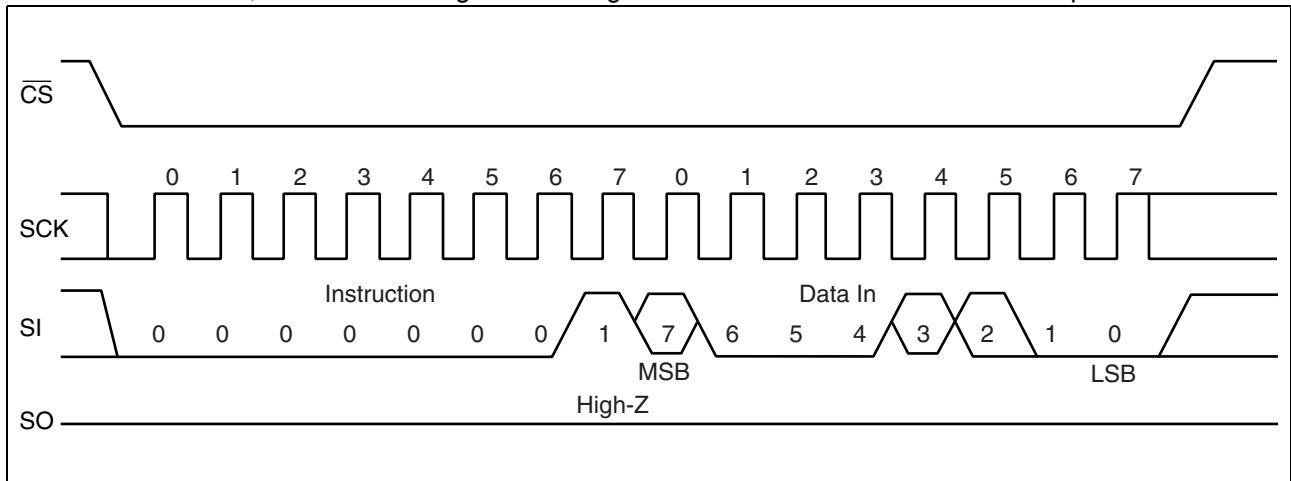 CS
0 1 2 3 4 5 6 7 0 1 2 3 4 5 6 7
SCK
Instruction Data In
SI 0 0 0 0 0 0 0 1 7 6 5 4 3 2 1 0
MSB LSB
High-Z
SO